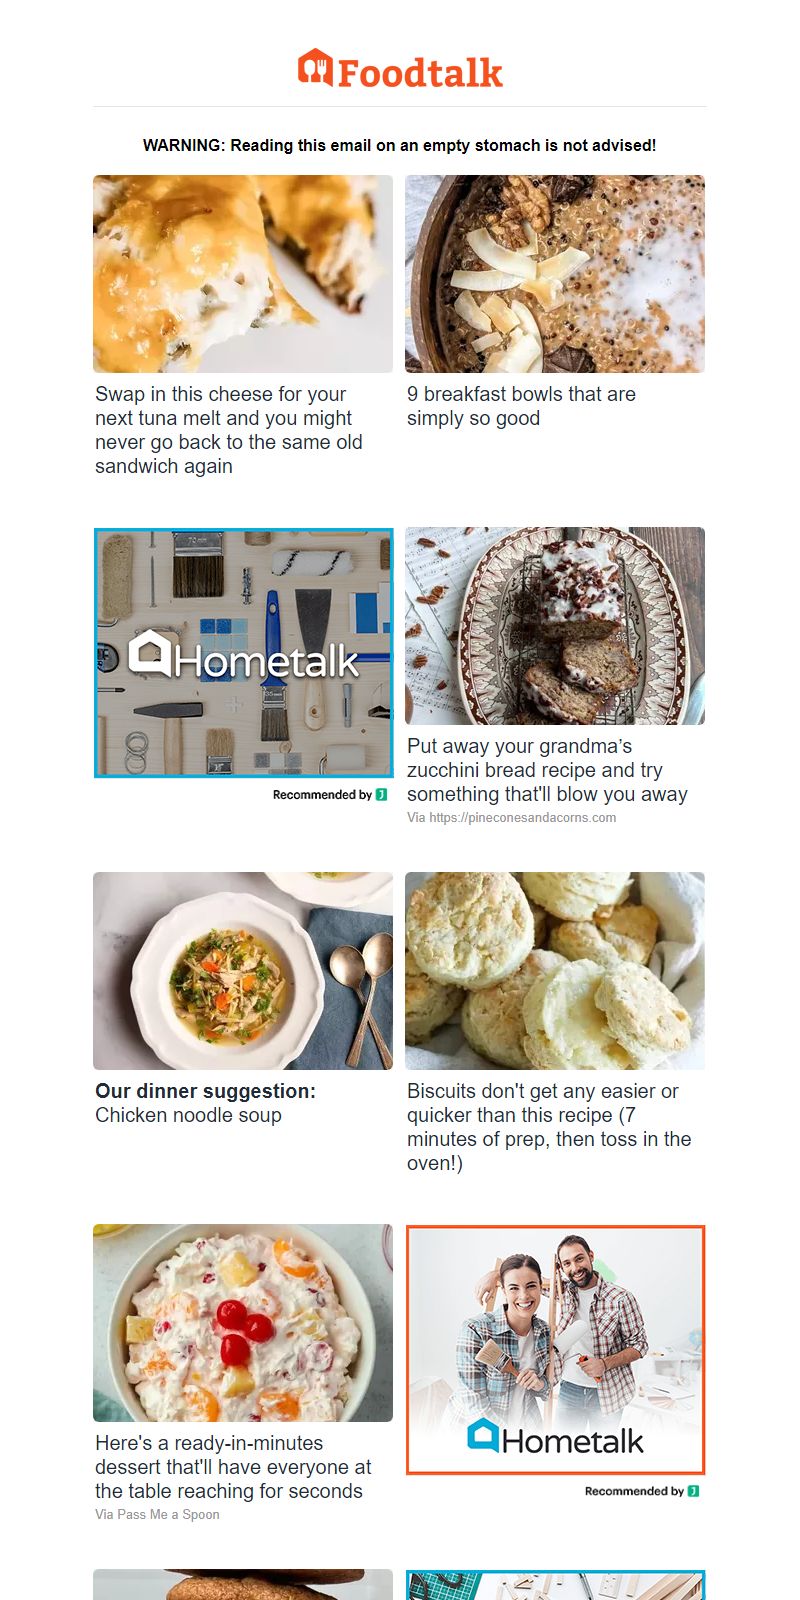 Foodtalk
WARNING: Reading this email on an empty stomach is not advised!
Swap in this cheese for your
next tuna melt and you might
never go back to the same old
sandwich again
9 breakfast bowls that are
simply so good
70 mm
35 mm
Hometalk
Recommended by
Put away your grandma’s
zucchini bread recipe and try
something that'll blow you away
Via https://pineconesandacorns.com
Our dinner suggestion:
Chicken noodle soup
Biscuits don't get any easier or
quicker than this recipe (7
minutes of prep, then toss in the
oven!)
Here's a ready-in-minutes
dessert that'll have everyone at
the table reaching for seconds
Via Pass Me a Spoon
Hometalk
Recommended by